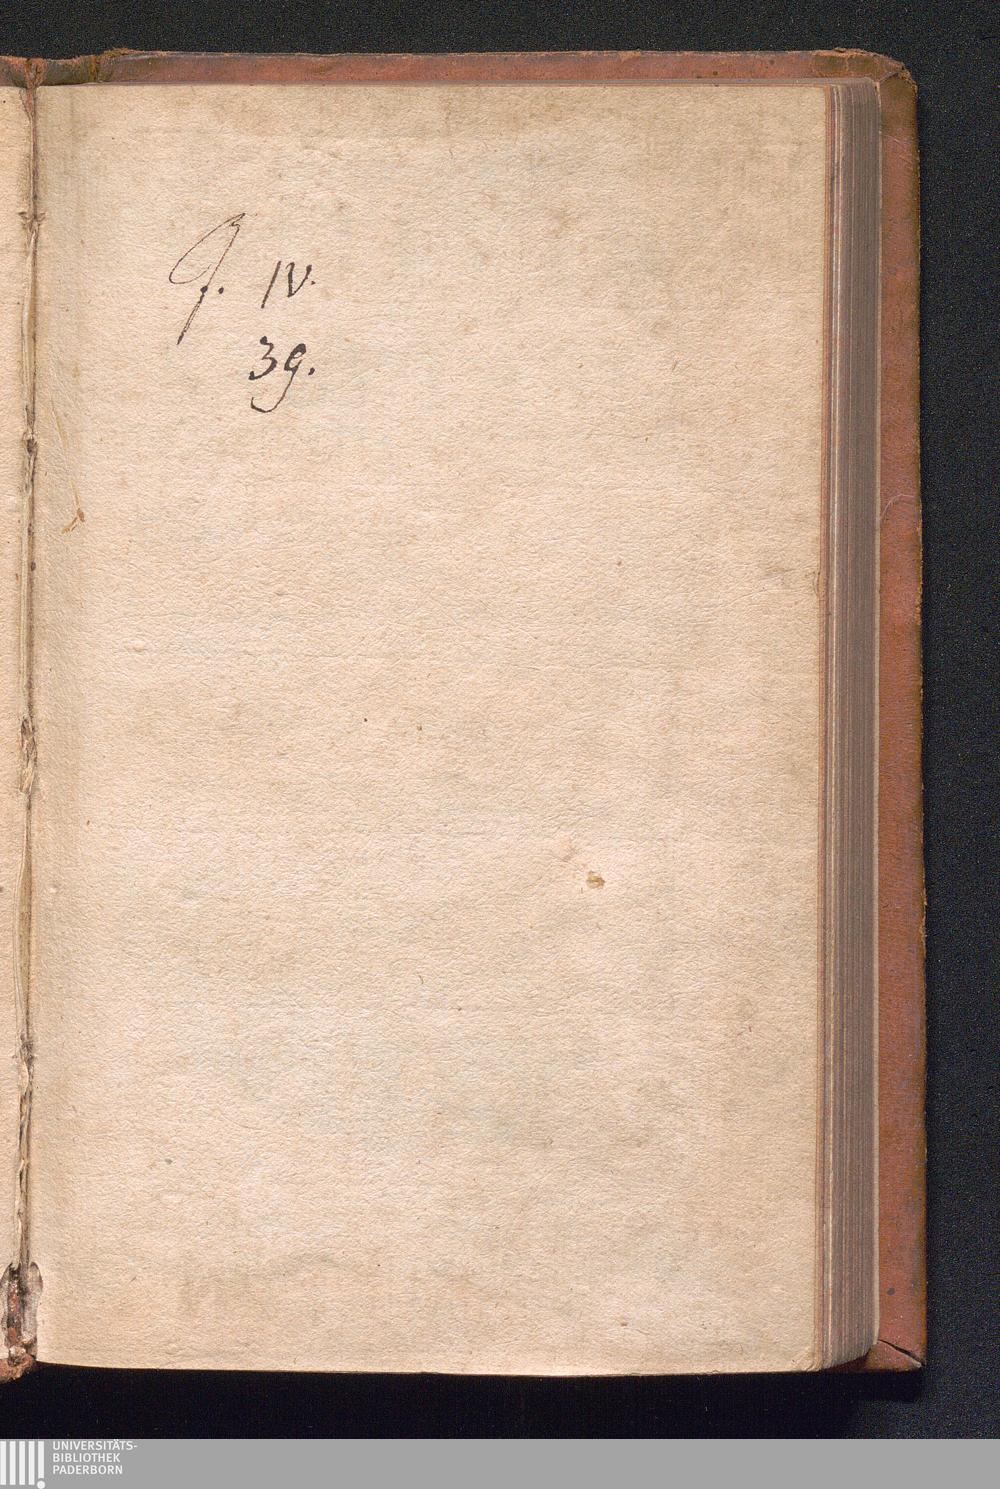 J. IV.
39.
UNIVERSITÄTS-
BIBLIOTHEK
PADERBORN